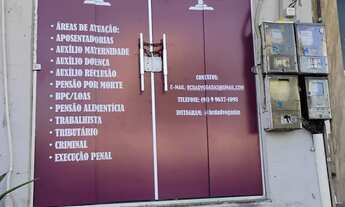 • ÁREAS DE ATUAÇÃO:
• APOSENTADORIAS
• AUXÍLIO MATERNIDADE
• AUXÍLIO DOENÇA
• AUXÍLIO RECLUSÃO
• PENSÃO POR MORTE
• BPC/LOAS
• PENSÃO ALIMENTÍCIA
• TRABALHISTA
• TRIBUTÁRIO
• CRIMINAL
• EXECUÇÃO PENAL
CONTATOS:
E-MAIL:
TELEFONE:
INSTAGRAM: